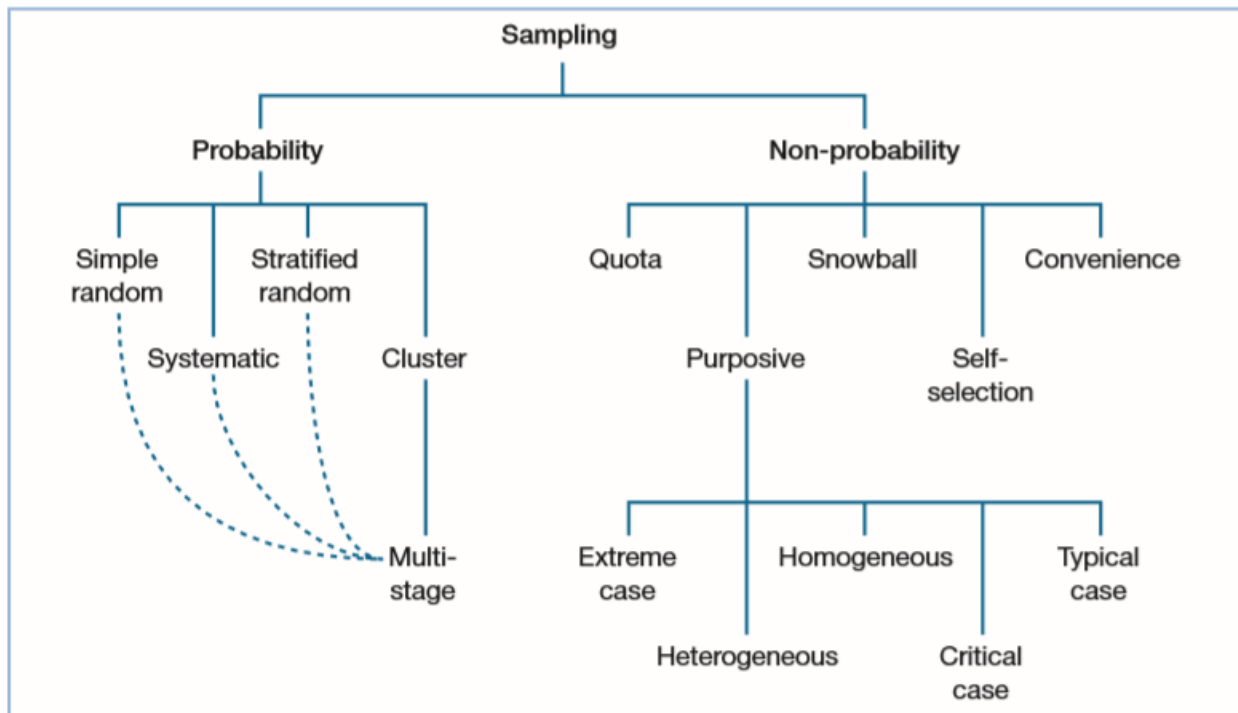 Sampling
Probability
Non-probability
Simple
random
Stratified
random
Quota
Snowball
Convenience
Systematic
Cluster
Purposive
Self-
selection
Multi-
stage
Extreme
case
Homogeneous
Typical
case
Heterogeneous
Critical
case